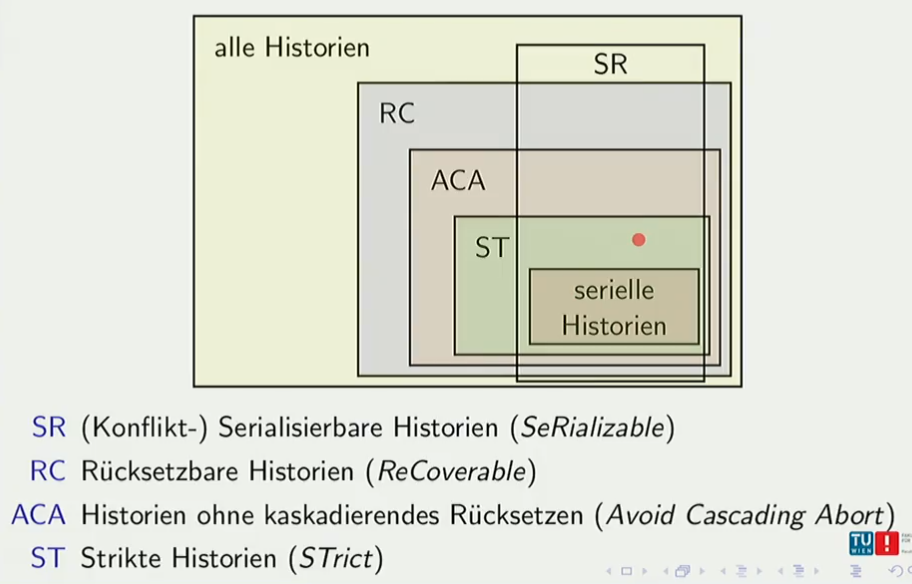 alle Historien
SR
RC
ACA
ST
serielle
Historien
SR (Konflikt-) Serialisierbare Historien (SeRializable)
RC Rücksetzbare Historien (ReCoverable)
ACA Historien ohne kaskadierendes Rücksetzen (Avoid Cascading Abort)
ST Strikte Historien (STrict)
TU
WIEN